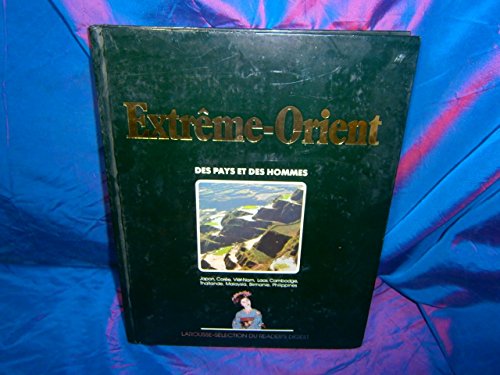 Extrême-Orient
DES PAYS ET DES HOMMES
Japon, Corée, Viêt-Nam, Laos, Cambodge,
Thaïlande, Malaysia, Birmanie, Philippines
LAROUSSE-SÉLECTION DU READER'S DIGEST